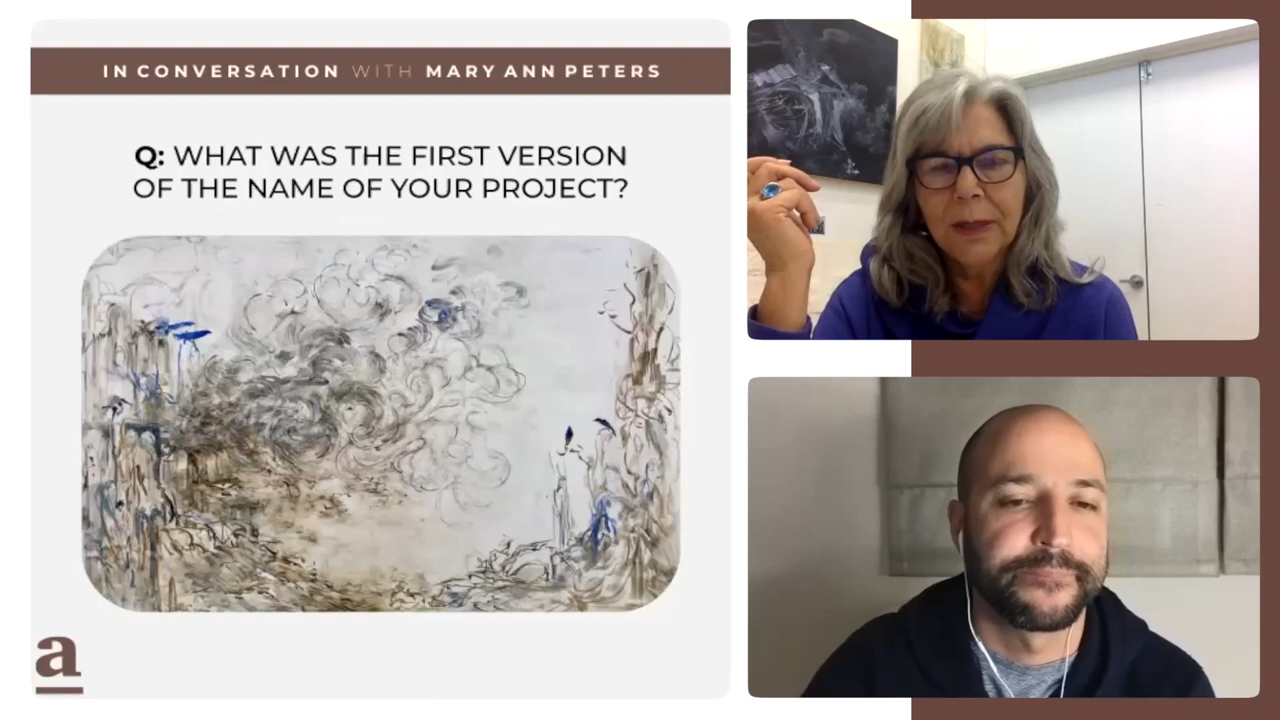 IN CONVERSATION WITH MARY ANN PETERS
Q: WHAT WAS THE FIRST VERSION
OF THE NAME OF YOUR PROJECT?
a